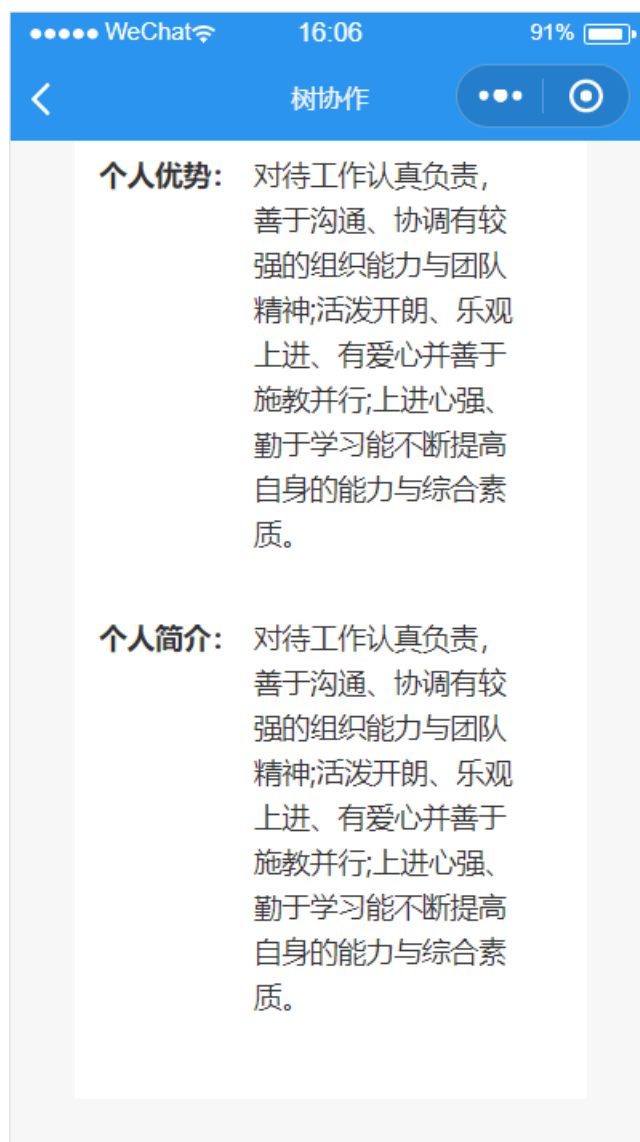 WeChat 16:06 91%
树协作
个人优势： 对待工作认真负责，
善于沟通、协调有较
强的组织能力与团队
精神;活泼开朗、乐观
上进、有爱心并善于
施教并行;上进心强、
勤于学习能不断提高
自身的能力与综合素
质。
个人简介： 对待工作认真负责，
善于沟通、协调有较
强的组织能力与团队
精神;活泼开朗、乐观
上进、有爱心并善于
施教并行;上进心强、
勤于学习能不断提高
自身的能力与综合素
质。